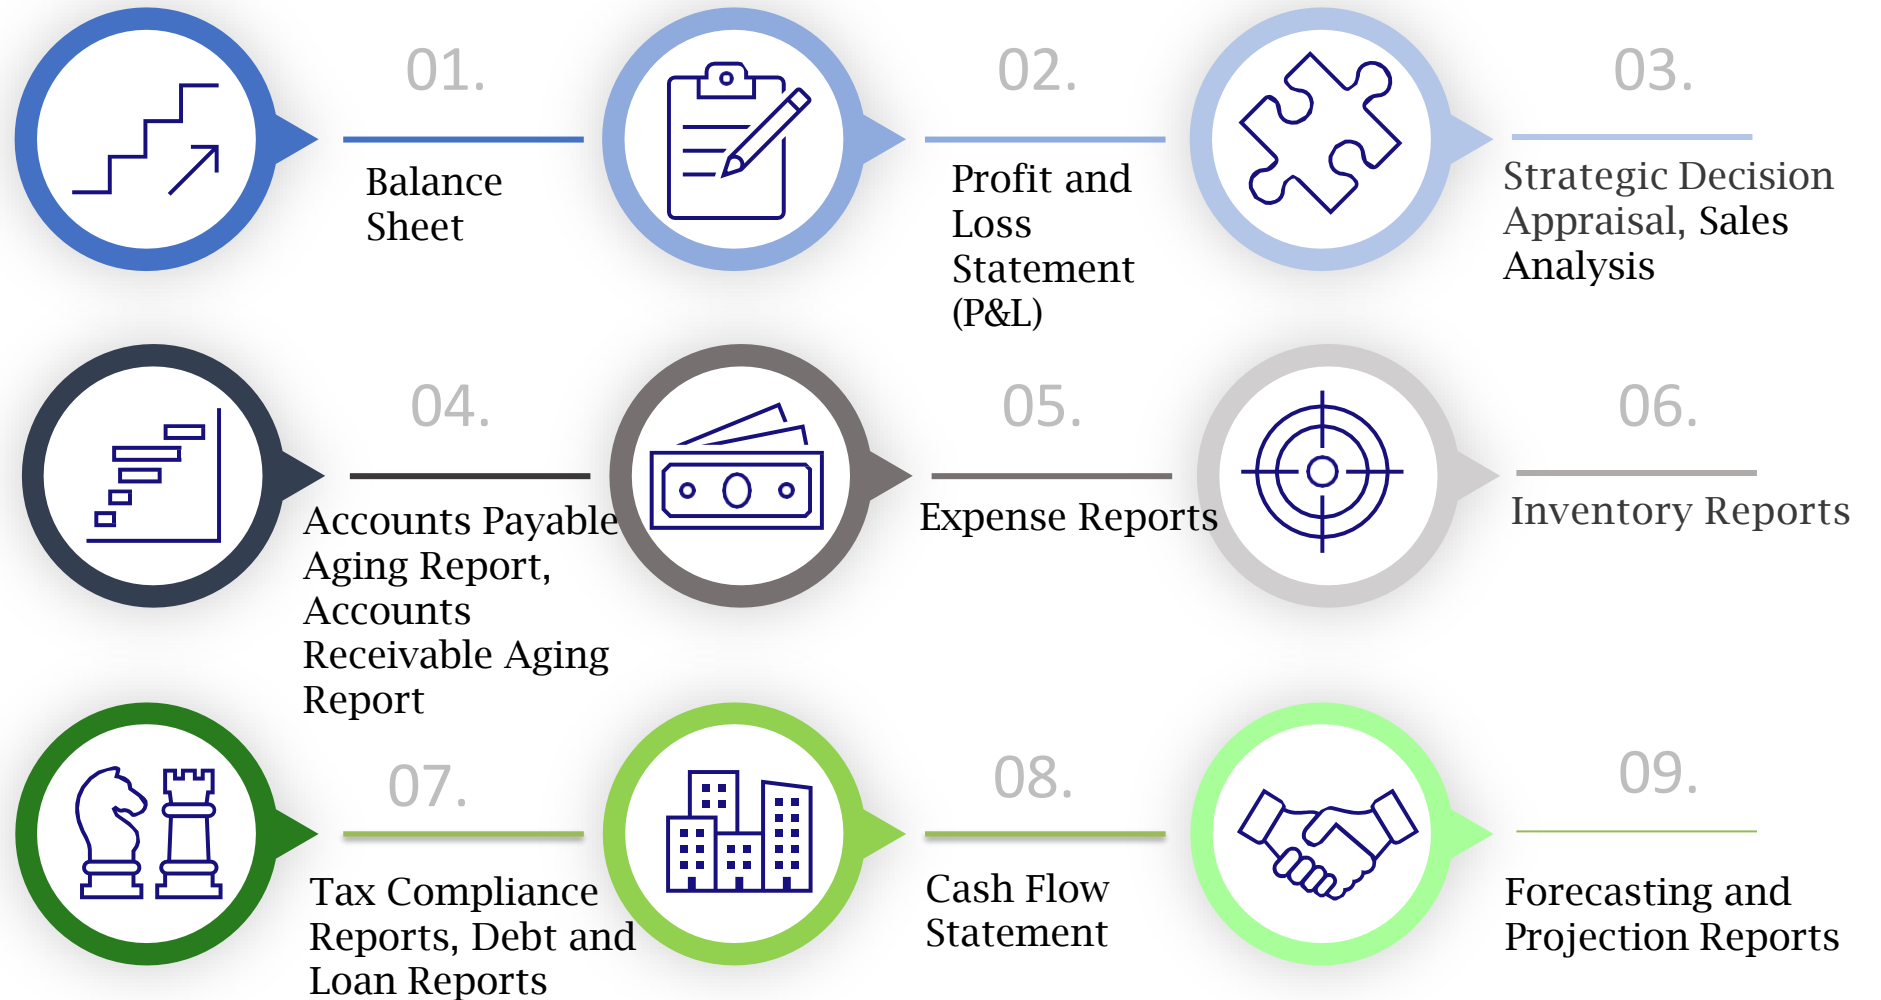 01.
Balance
Sheet
02.
Profit and
Loss
Statement
(P&L)
03.
Strategic Decision
Appraisal, Sales
Analysis
04.
Accounts Payable
Aging Report,
Accounts
Receivable Aging
Report
05.
Expense Reports
06.
Inventory Reports
07.
Tax Compliance
Reports, Debt and
Loan Reports
08.
Cash Flow
Statement
09.
Forecasting and
Projection Reports